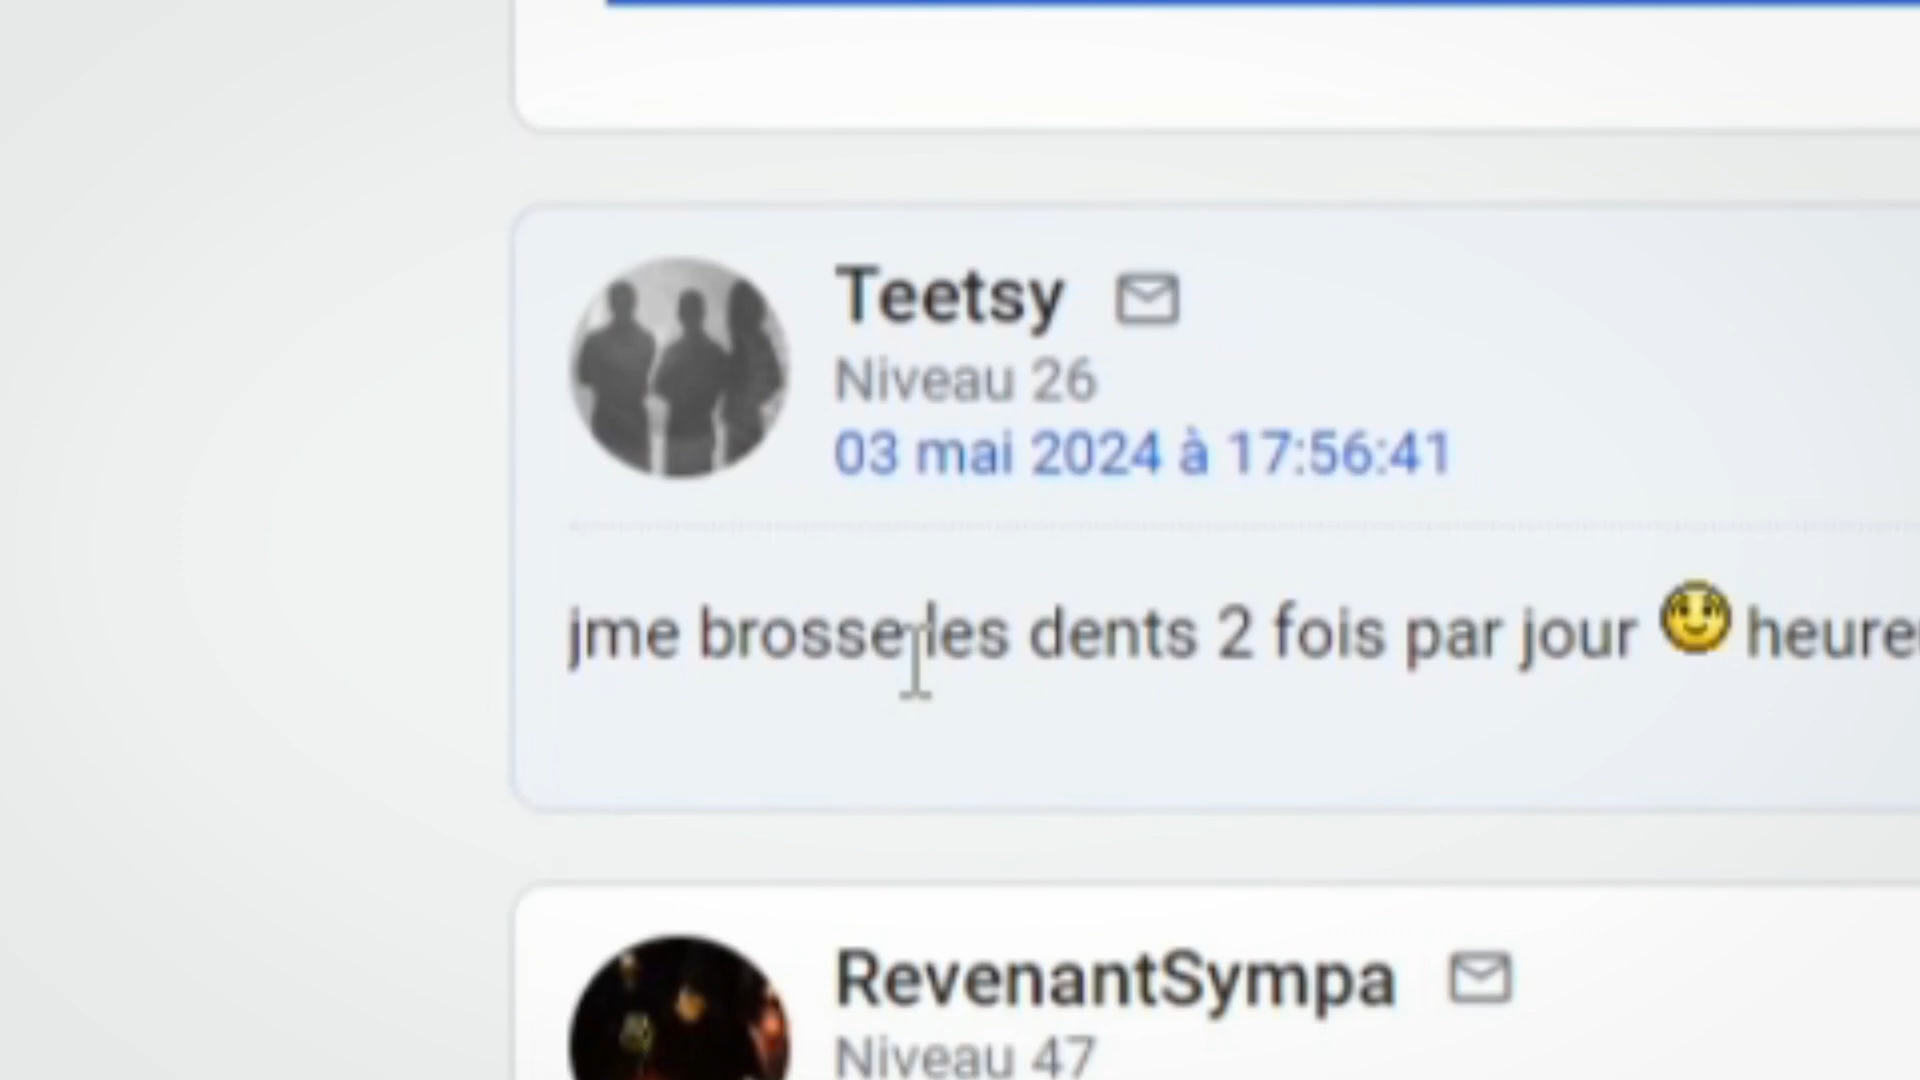 Teetsy
Niveau 26
03 mai 2024 à 17:56:41
jme brosse les dents 2 fois par jour
RevenantSympa
Niveau 47